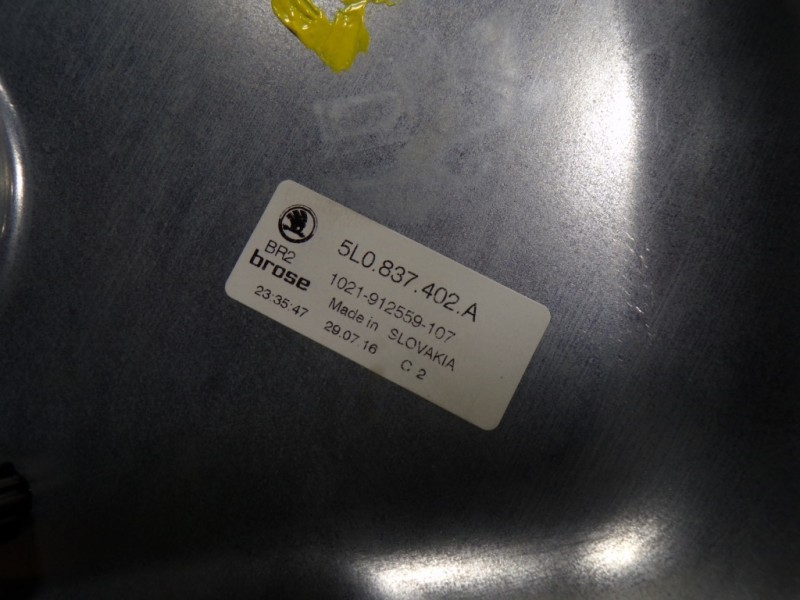 5L0.837.402.A
BR2
1021-912559-107
brose
Made in SLOVAKIA
23:35:47
29.07.16 C 2